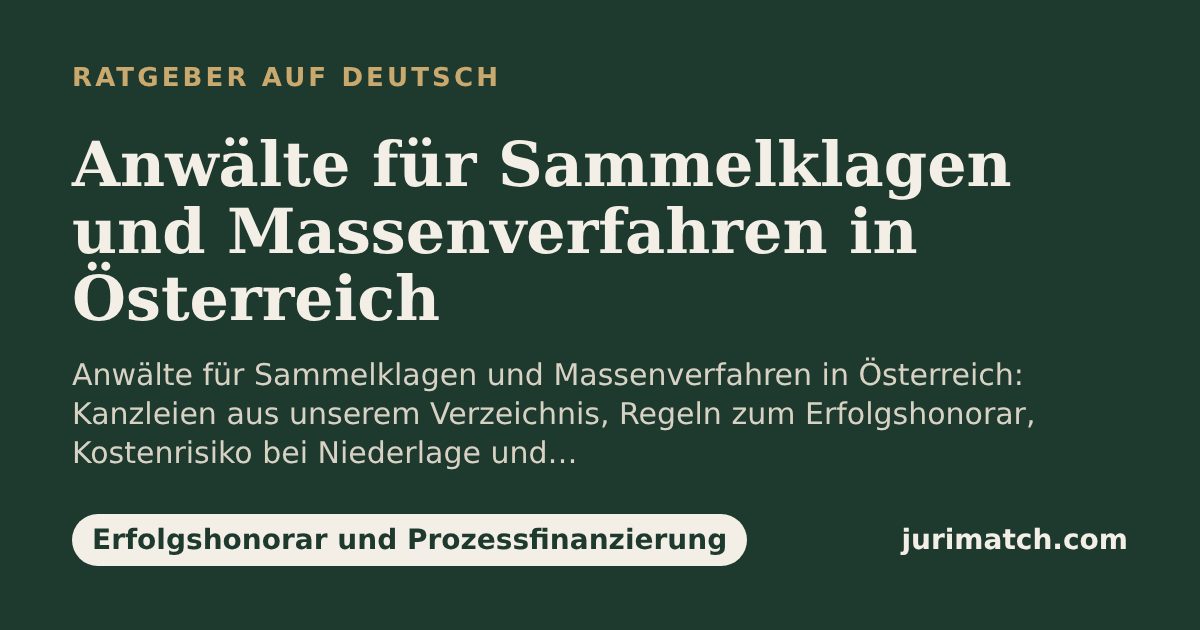 RATGEBER AUF DEUTSCH
Anwälte für Sammelklagen
und Massenverfahren in
Österreich
Anwälte für Sammelklagen und Massenverfahren in Österreich:
Kanzleien aus unserem Verzeichnis, Regeln zum Erfolgshonorar,
Kostenrisiko bei Niederlage und…
Erfolgshonorar und Prozessfinanzierung
jurimatch.com